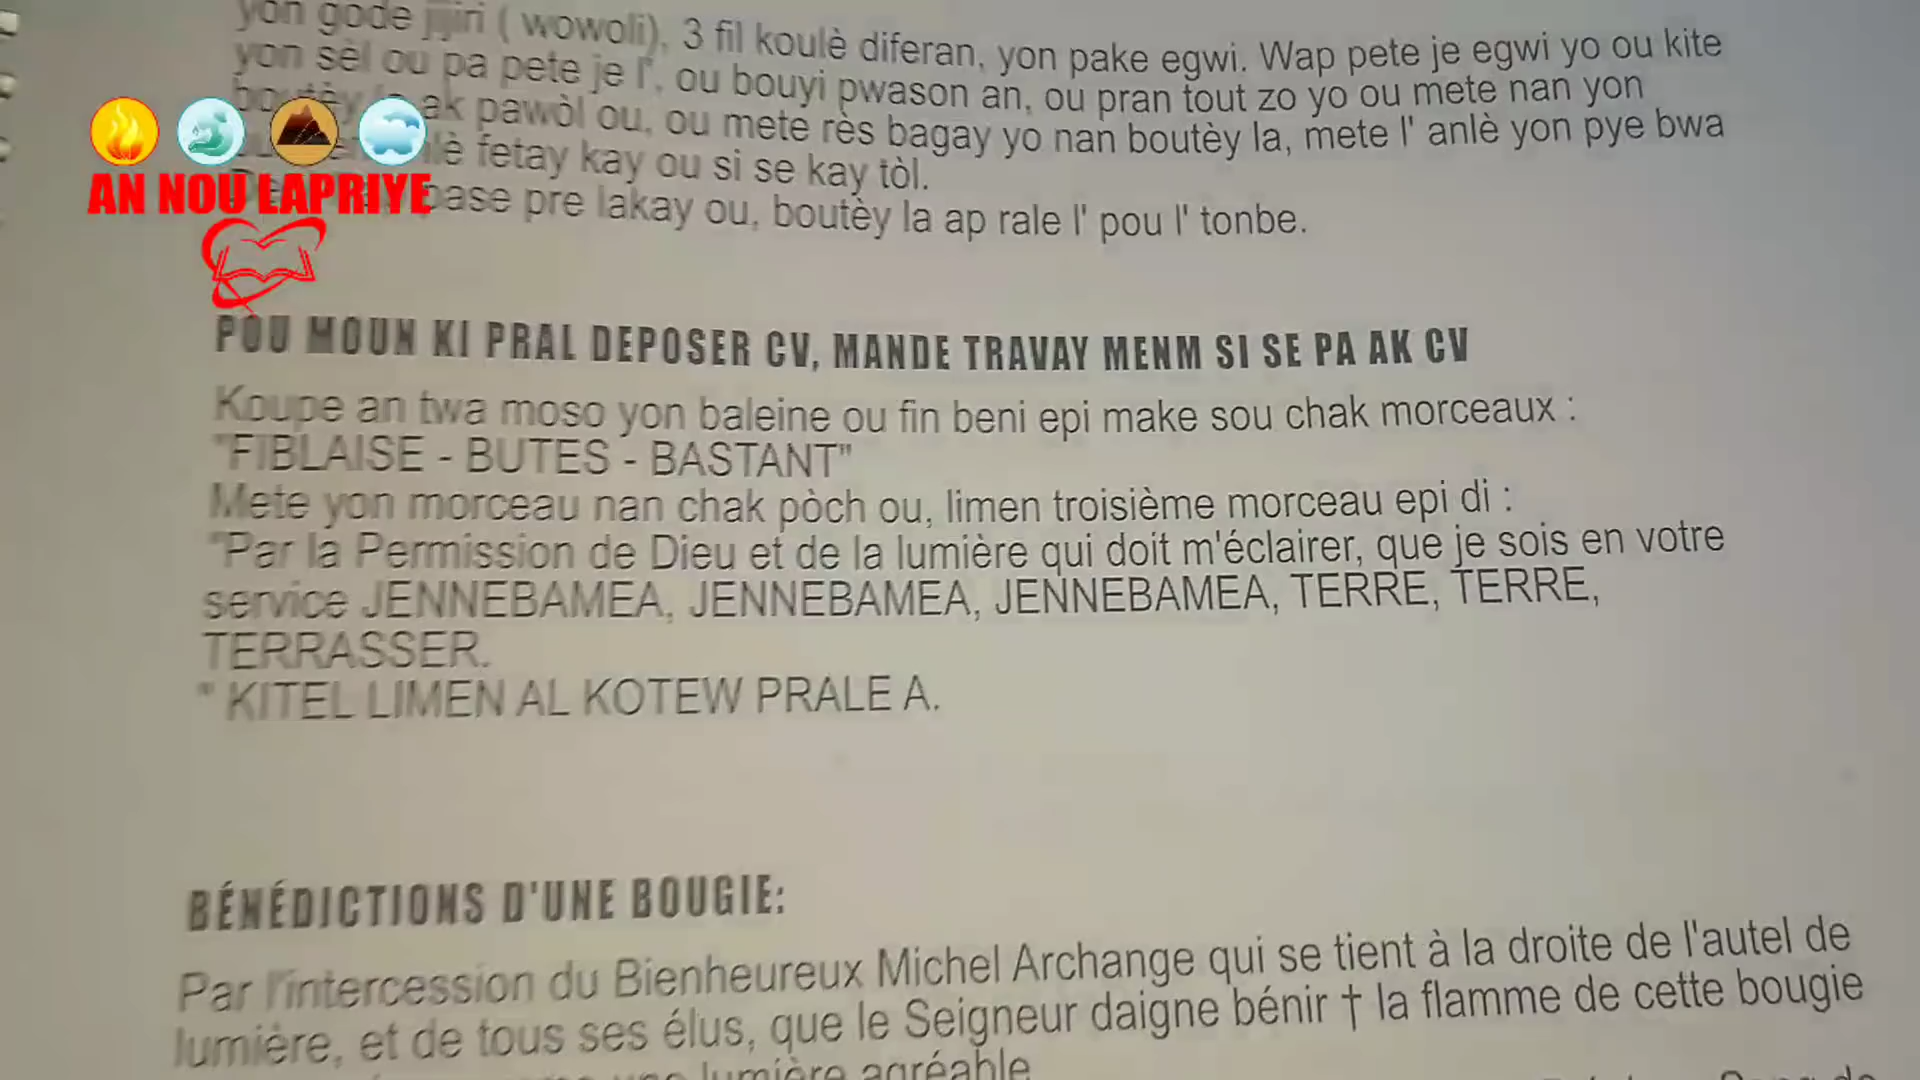 yon gode jijiri ( wowoli), 3 fil koulè diferan, yon pake egwi. Wap pete je egwi yo ou kite
yon sèl ou pa pete je l', ou bouyi pwason an, ou pran tout zo yo ou mete nan yon
ak pawòl ou, ou mete rès bagay yo nan boutèy la, mete l' anlè yon pye bwa
fetay kay ou si se kay tòl.
pase pre lakay ou, boutèy la ap rale l' pou l' tonbe.
AN NOU LAPRIYE
POU MOUN KI PRAL DEPOSER CV, MANDE TRAVAY MENM SI SE PA AK CV
Koupe an twa moso yon baleine ou fin beni epi make sou chak morceaux :
"FIBLAISE - BUTES - BASTANT"
Mete yon morceau nan chak pòch ou, limen troisième morceau epi di :
"Par la Permission de Dieu et de la lumière qui doit m'éclairer, que je sois en votre
service JENNEBAMEA, JENNEBAMEA, JENNEBAMEA, TERRE, TERRE,
TERRASSER.
" KITEL LIMEN AL KOTEW PRALE A.
BÉNÉDICTIONS D'UNE BOUGIE:
Par l'intercession du Bienheureux Michel Archange qui se tient à la droite de l'autel de
lumière, et de tous ses élus, que le Seigneur daigne bénir † la flamme de cette bougie
lumière agréable